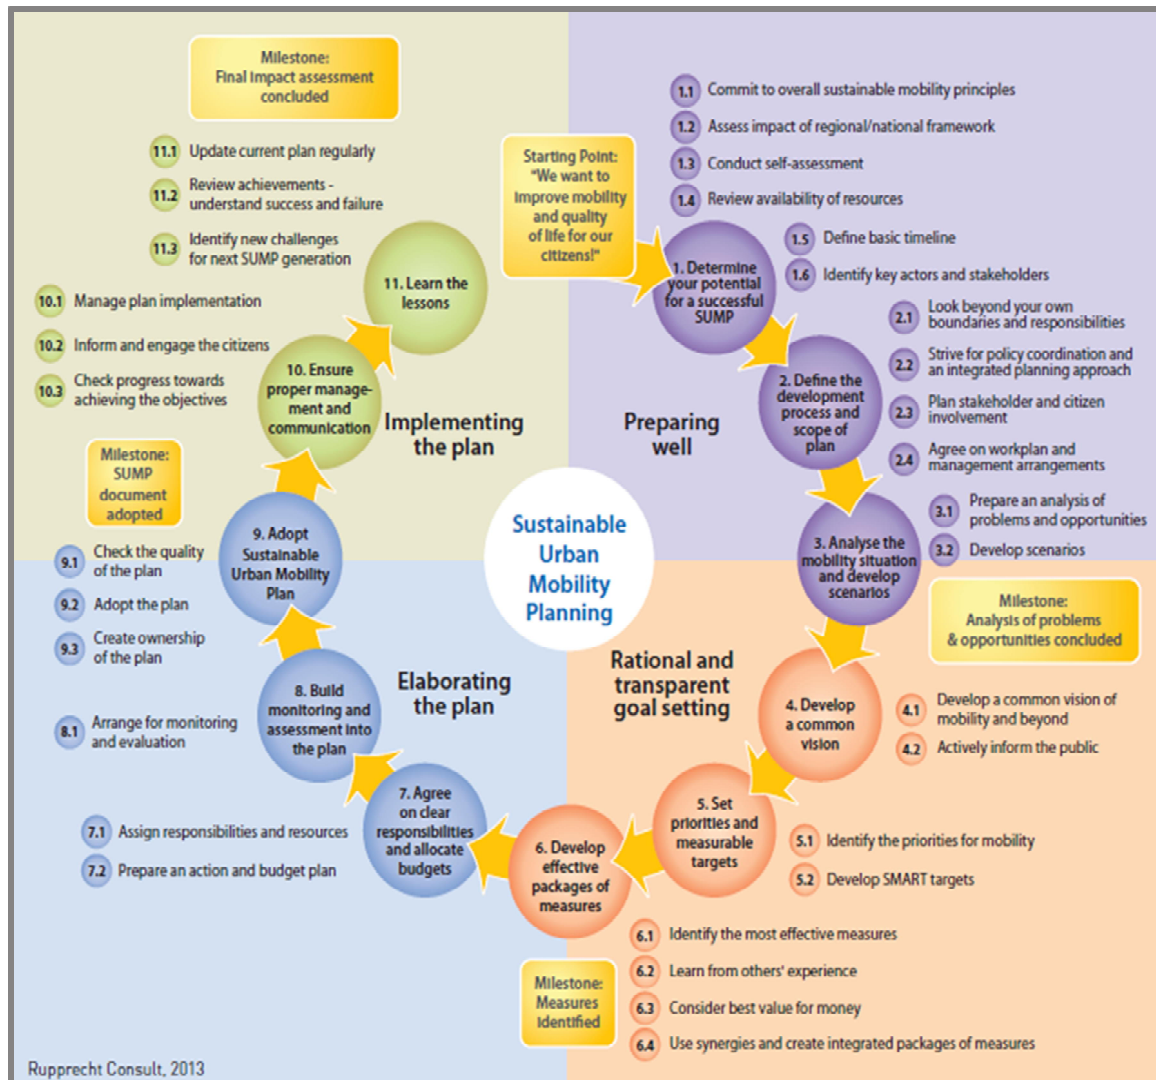 Milestone:
Final impact assessment
concluded
11.1 Update current plan regularly
11.2 Review achievements -
understand success and failure
11.3 Identify new challenges
for next SUMP generation
11. Learn the
lessons
10.1 Manage plan implementation
10.2 Inform and engage the citizens
10.3 Check progress towards
achieving the objectives
10. Ensure
proper manage-
ment and
communication
Implementing
the plan
Starting Point:
"We want to
improve mobility
and quality
of life for our
citizens!"
1.1 Commit to overall sustainable mobility principles
1.2 Assess impact of regional/national framework
1.3 Conduct self-assessment
1.4 Review availability of resources
1.5 Define basic timeline
1.6 Identify key actors and stakeholders
1. Determine
your potential
for a successful
SUMP
2.1 Look beyond your own
boundaries and responsibilities
2.2 Strive for policy coordination and
an integrated planning approach
2.3 Plan stakeholder and citizen
involvement
2.4 Agree on workplan and
management arrangements
2. Define the
development
process and
scope of
plan
Preparing
well
3.1 Prepare an analysis of
problems and opportunities
3.2 Develop scenarios
3. Analyse the
mobility situation
and develop
scenarios
Milestone:
Analysis of problems
& opportunities concluded
Sustainable
Urban
Mobility
Planning
Rational and
transparent
goal setting
4. Develop
a common
vision
4.1 Develop a common vision of
mobility and beyond
4.2 Actively inform the public
5. Set
priorities and
measurable
targets
5.1 Identify the priorities for mobility
5.2 Develop SMART targets
6. Develop
effective
packages of
measures
6.1 Identify the most effective measures
6.2 Learn from others' experience
6.3 Consider best value for money
6.4 Use synergies and create integrated packages of measures
Milestone:
Measures
identified
Elaborating
the plan
7. Agree
on clear
responsibilities
and allocate
budgets
7.1 Assign responsibilities and resources
7.2 Prepare an action and budget plan
8. Build
monitoring and
assessment into
the plan
8.1 Arrange for monitoring
and evaluation
9. Adopt
Sustainable
Urban Mobility
Plan
9.1 Check the quality
of the plan
9.2 Adopt the plan
9.3 Create ownership
of the plan
Milestone:
SUMP
document
adopted
Rupprecht Consult, 2013